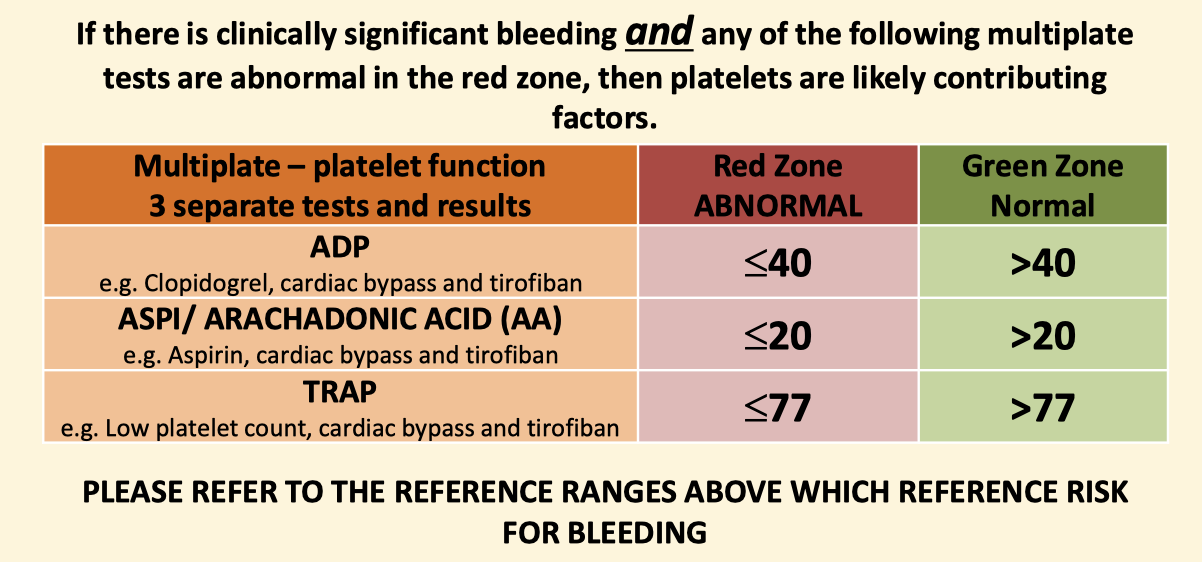 If there is clinically significant bleeding and any of the following multiplate
tests are abnormal in the red zone, then platelets are likely contributing
factors.
Multiplate – platelet function
3 separate tests and results
Red Zone
ABNORMAL
Green Zone
Normal
ADP
e.g. Clopidogrel, cardiac bypass and tirofiban
≤40
>40
ASPI/ ARACHADONIC ACID (AA)
e.g. Aspirin, cardiac bypass and tirofiban
≤20
>20
TRAP
e.g. Low platelet count, cardiac bypass and tirofiban
≤77
>77
PLEASE REFER TO THE REFERENCE RANGES ABOVE WHICH REFERENCE RISK
FOR BLEEDING